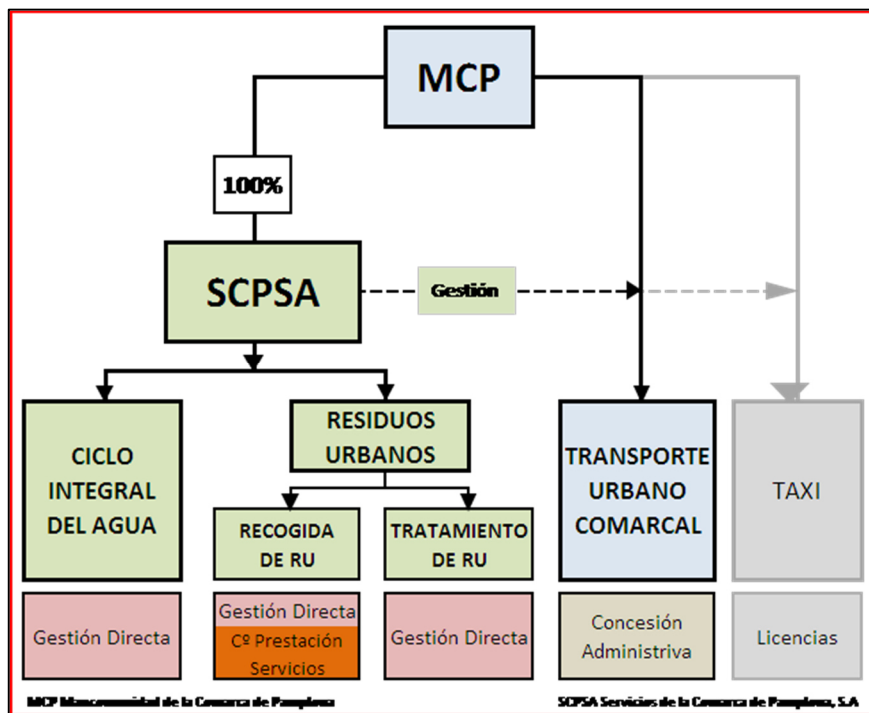 MCP
100%
SCPSA
Gestión
CICLO
INTEGRAL
DEL AGUA
RESIDUOS
URBANOS
RECOGIDA
DE RU
TRATAMIENTO
DE RU
TRANSPORTE
URBANO
COMARCAL
TAXI
Gestión Directa
Gestión Directa
Cº Prestación
Servicios
Gestión Directa
Concesión
Administriva
Licencias
MCP Mancomunidad de la Comarca de Pamplona
SCPSA Servicios de la Comarca de Pamplona, S.A